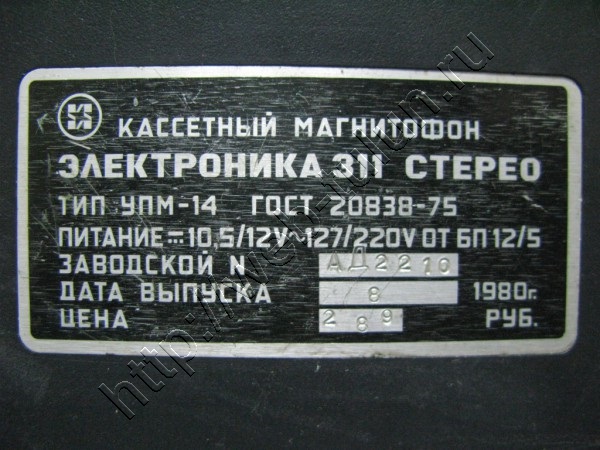 КАССЕТНЫЙ МАГНИТОФОН
ЭЛЕКТРОНИКА 311 СТЕРЕО
ТИП УПМ-14 ГОСТ 20838-75
ПИТАНИЕ ⎓10,5/12V~127/220V ОТ БП 12/5
ЗАВОДСКОЙ N АД2210
ДАТА ВЫПУСКА 8 1980г.
ЦЕНА 289 РУБ.